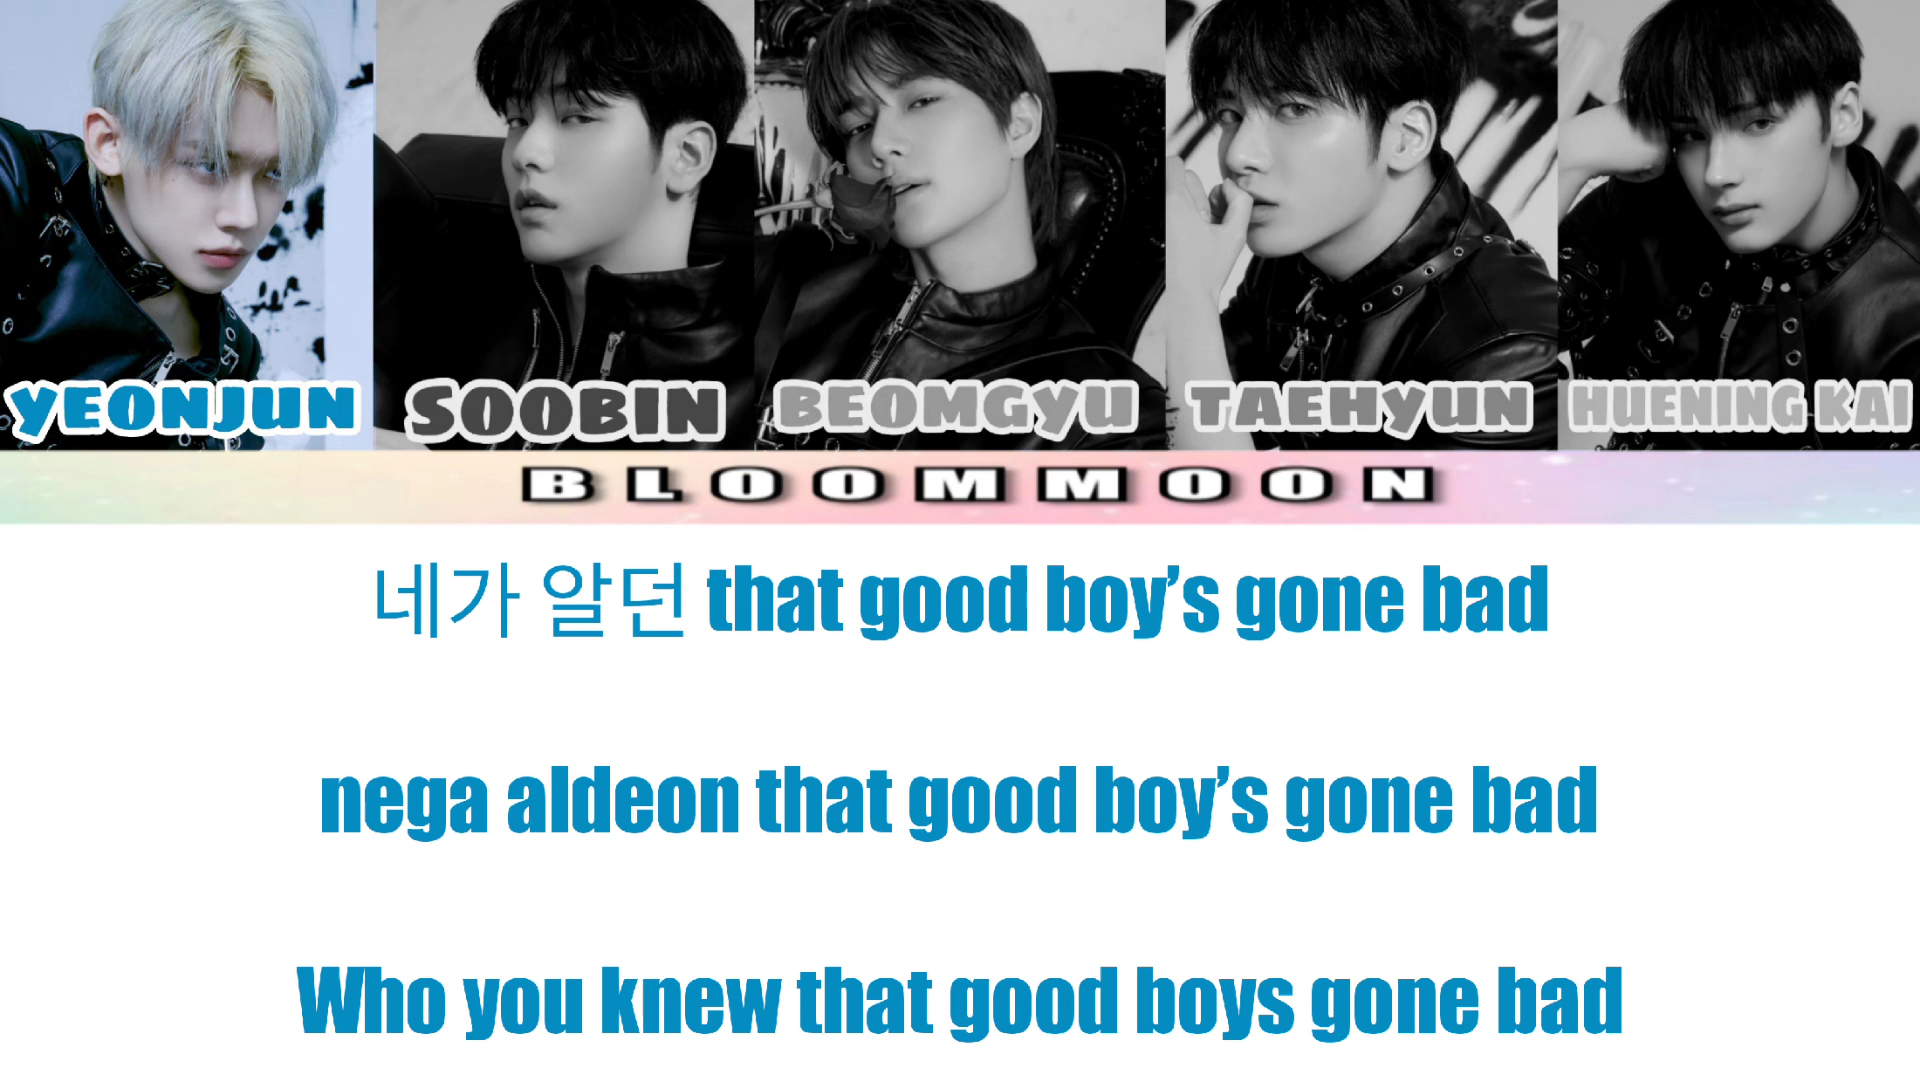 YEONJUN SOOBIN BEOMGYU TAEHYUN HUENING KAI
BLOOMMOON
네가 알던 that good boy’s gone bad
nega aldeon that good boy’s gone bad
Who you knew that good boys gone bad